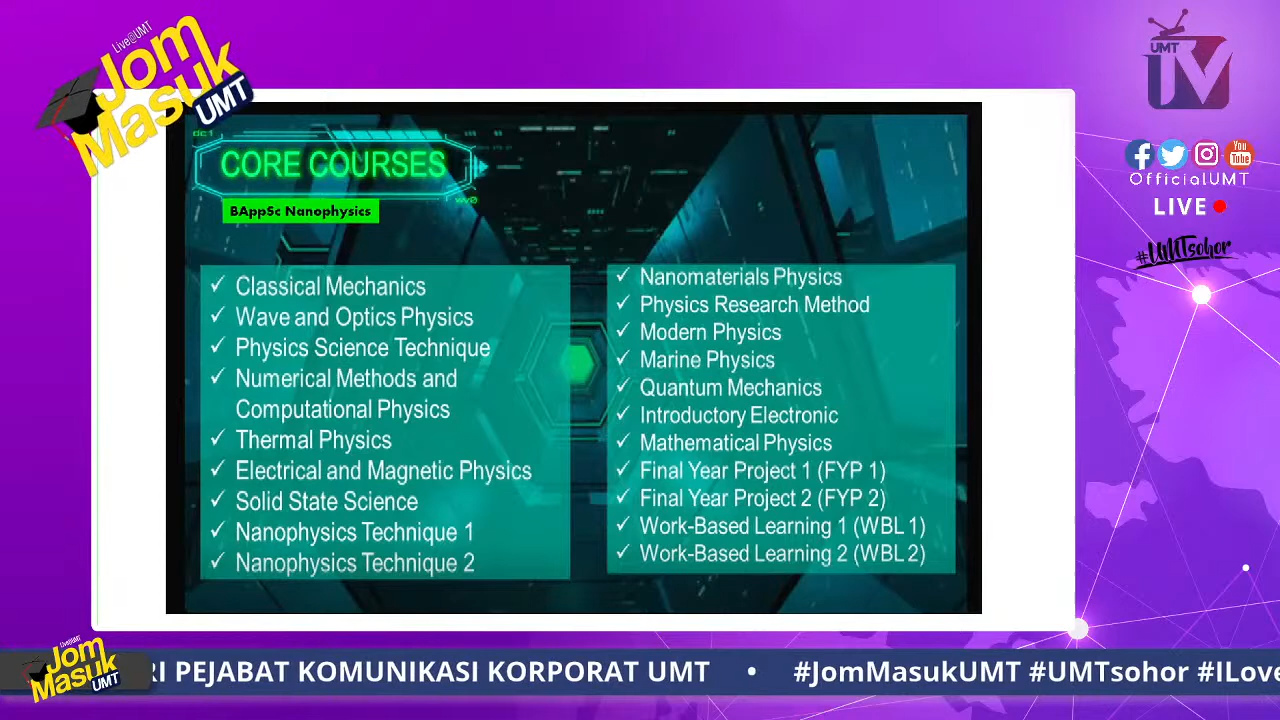 Live@UMT
Jom
Masuk
UMT
UMT
TV
OfficialUMT
LIVE
#UMTsohor
CORE COURSES
BAppSc Nanophysics
✓ Classical Mechanics
✓ Wave and Optics Physics
✓ Physics Science Technique
✓ Numerical Methods and
Computational Physics
✓ Thermal Physics
✓ Electrical and Magnetic Physics
✓ Solid State Science
✓ Nanophysics Technique 1
✓ Nanophysics Technique 2
✓ Nanomaterials Physics
✓ Physics Research Method
✓ Modern Physics
✓ Marine Physics
✓ Quantum Mechanics
✓ Introductory Electronic
✓ Mathematical Physics
✓ Final Year Project 1 (FYP 1)
✓ Final Year Project 2 (FYP 2)
✓ Work-Based Learning 1 (WBL 1)
✓ Work-Based Learning 2 (WBL 2)
Live@UMT
Jom
Masuk
UMT
RI PEJABAT KOMUNIKASI KORPORAT UMT • #JomMasukUMT #UMTsohor #ILove